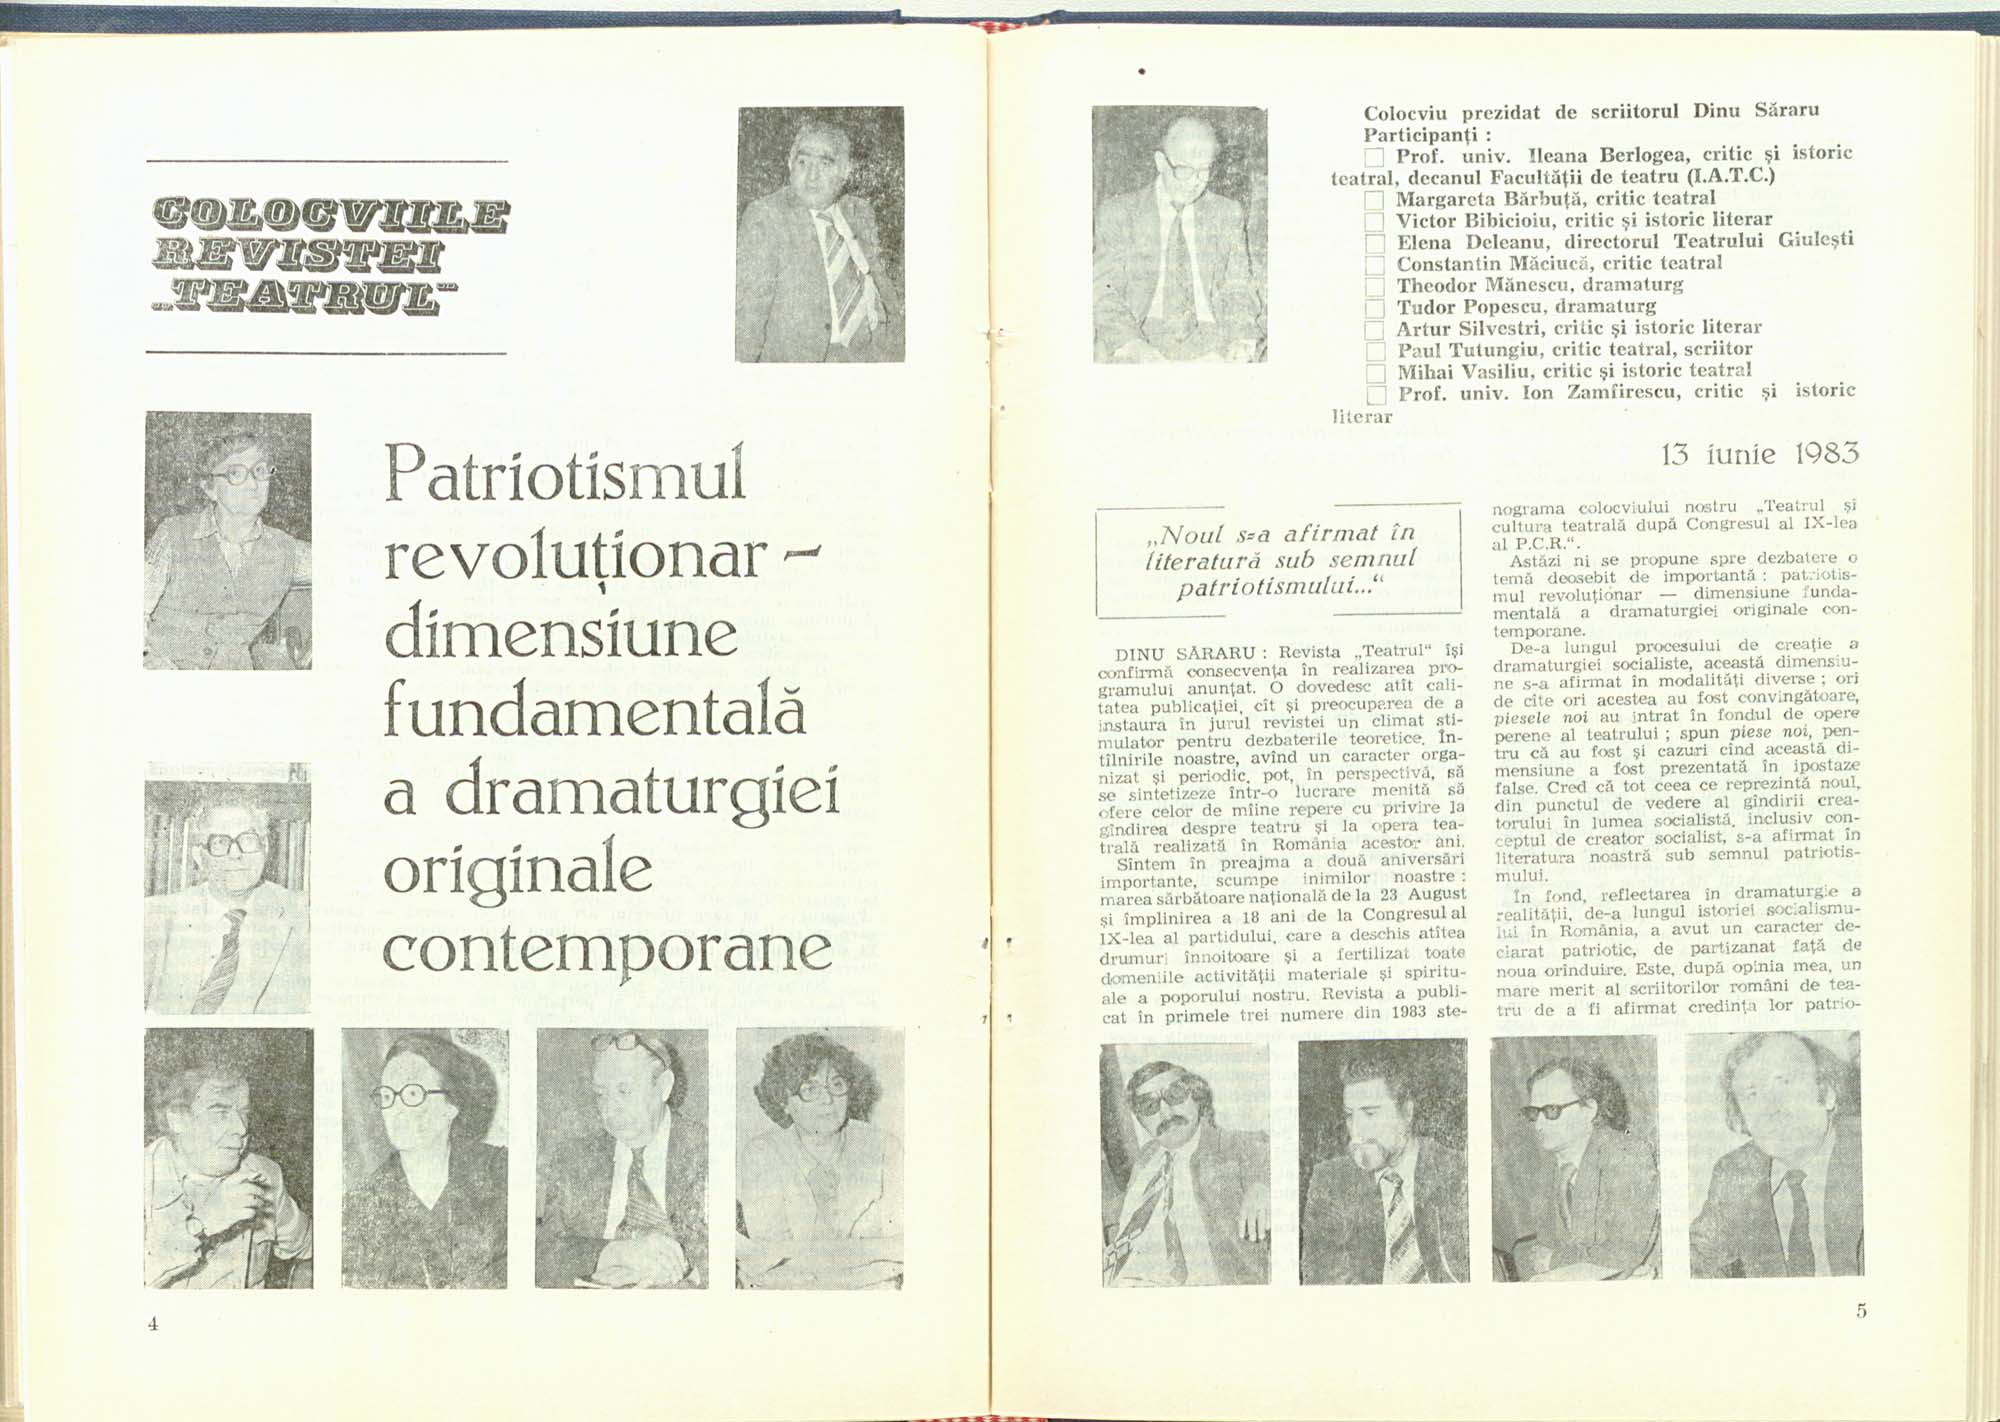 COLOCVIILE
REVISTEI
„TEATRUL“
Patriotismul
revoluționar –
dimensiune
fundamentală
a dramaturgiei
originale
contemporane
4
Colocviu prezidat de scriitorul Dinu Săraru
Participanți :
Prof. univ. Ileana Berlogea, critic și istoric
teatral, decanul Facultății de teatru (I.A.T.C.)
Margareta Bărbuță, critic teatral
Victor Bibicioiu, critic și istoric literar
Elena Deleanu, directorul Teatrului Giulești
Constantin Măciucă, critic teatral
Theodor Mănescu, dramaturg
Tudor Popescu, dramaturg
Artur Silvestri, critic și istoric literar
Paul Tutungiu, critic teatral, scriitor
Mihai Vasiliu, critic și istoric teatral
Prof. univ. Ion Zamfirescu, critic și istoric
literar
13 iunie 1983
„Noul s-a afirmat în
literatură sub semnul
patriotismului...“
DINU SĂRARU : Revista „Teatrul“ își
confirmă consecvența în realizarea pro-
gramului anunțat. O dovedesc atît cali-
tatea publicației, cît și preocuparea de a
instaura în jurul revistei un climat sti-
mulator pentru dezbaterile teoretice. În-
tîlnirile noastre, avînd un caracter orga-
nizat și periodic, pot, în perspectivă, să
se sintetizeze într-o lucrare menită să
ofere celor de mîine repere cu privire la
gîndirea despre teatru și la opera tea-
trală realizată în România acestor ani.
Sîntem în preajma a două aniversări
importante, scumpe inimilor noastre :
marea sărbătoare națională de la 23 August
și împlinirea a 18 ani de la Congresul al
IX-lea al partidului, care a deschis atîtea
drumuri înnoitoare și a fertilizat toate
domeniile activității materiale și spiritu-
ale a poporului nostru. Revista a publi-
cat în primele trei numere din 1983 ste-
nograma colocviului nostru „Teatrul și
cultura teatrală după Congresul al IX-lea
al P.C.R.“.
Astăzi ni se propune spre dezbatere o
temă deosebit de importantă : patriotis-
mul revoluționar — dimensiune funda-
mentală a dramaturgiei originale con-
temporane.
De-a lungul procesului de creație a
dramaturgiei socialiste, această dimensiu-
ne s-a afirmat în modalități diverse ; ori
de cîte ori acestea au fost convingătoare,
piesele noi au intrat în fondul de opere
perene al teatrului ; spun piese noi, pen-
tru că au fost și cazuri cînd această di-
mensiune a fost prezentată în ipostaze
false. Cred că tot ceea ce reprezintă noul,
din punctul de vedere al gîndirii crea-
torului în lumea socialistă, inclusiv con-
ceptul de creator socialist, s-a afirmat în
literatura noastră sub semnul patriotis-
mului.
În fond, reflectarea în dramaturgie a
realității, de-a lungul istoriei socialismu-
lui în România, a avut un caracter de-
clarat patriotic, de partizanat față de
noua orînduire. Este, după opinia mea, un
mare merit al scriitorilor români de tea-
tru de a fi afirmat credința lor patrio-
5